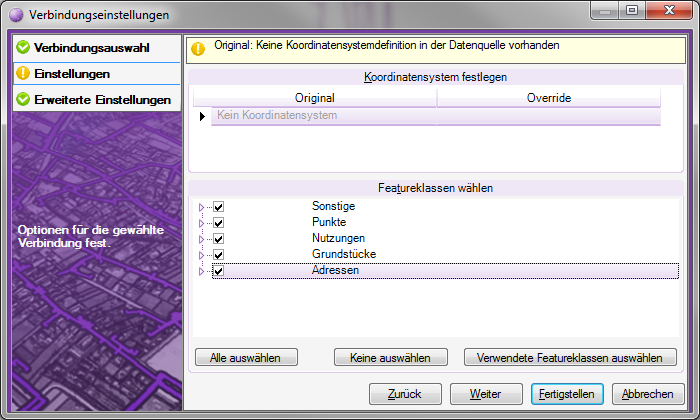 Verbindungseinstellungen
Verbindungsauswahl
Einstellungen
Erweiterte Einstellungen
Optionen für die gewählte
Verbindung fest.
Original: Keine Koordinatensystemdefinition in der Datenquelle vorhanden
Koordinatensystem festlegen
Original Override
Kein Koordinatensystem
Featureklassen wählen
Sonstige
Punkte
Nutzungen
Grundstücke
Adressen
Alle auswählen Keine auswählen Verwendete Featureklassen auswählen
Zurück Weiter Fertigstellen Abbrechen